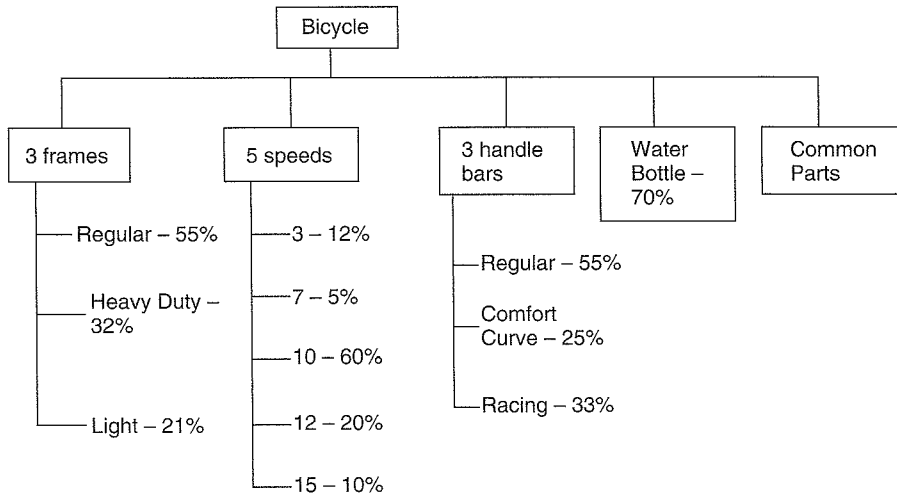 Bicycle
3 frames
Regular – 55%
Heavy Duty –
32%
Light – 21%
5 speeds
3 – 12%
7 – 5%
10 – 60%
12 – 20%
15 – 10%
3 handle
bars
Regular – 55%
Comfort
Curve – 25%
Racing – 33%
Water
Bottle –
70%
Common
Parts